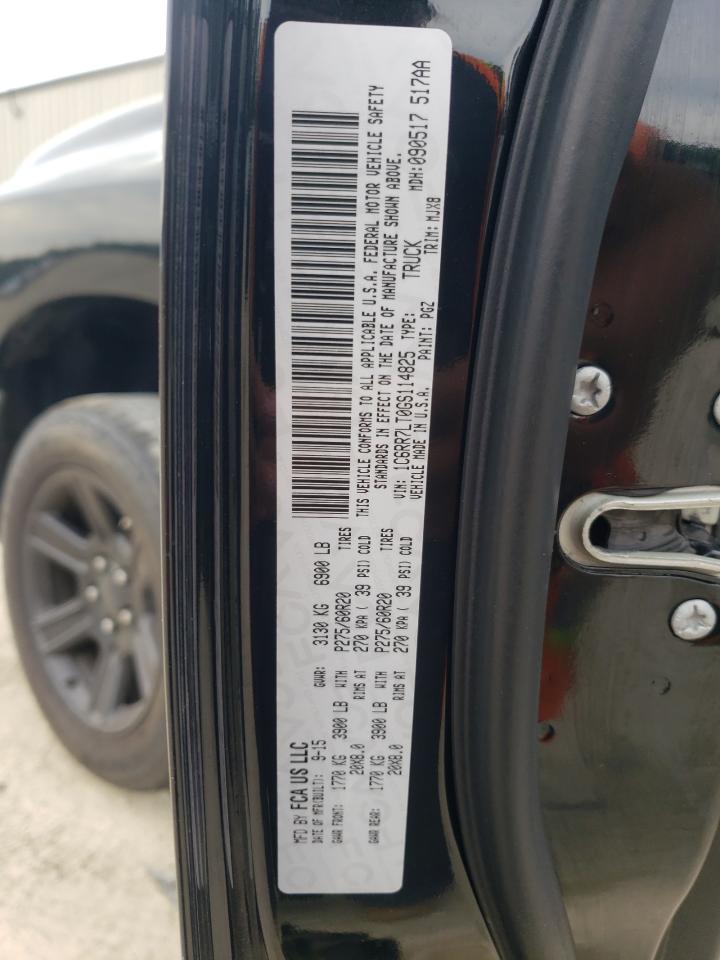 MFD BY FCA US LLC
DATE OF MFR(BUILT): 9-15 GVWR: 3130 KG 6900 LB
GAWR FRONT: 1770 KG 3900 LB WITH P275/60R20 TIRES
20X8.0 RIMS AT 270 KPA ( 39 PSI) COLD
GAWR REAR: 1770 KG 3900 LB WITH P275/60R20 TIRES
20X8.0 RIMS AT 270 KPA ( 39 PSI) COLD
THIS VEHICLE CONFORMS TO ALL APPLICABLE U.S.A. FEDERAL MOTOR VEHICLE SAFETY
STANDARDS IN EFFECT ON THE DATE OF MANUFACTURE SHOWN ABOVE.
VIN: 1C6RR7LT0GS114825 TYPE: TRUCK MDH:090517 517AA
VEHICLE MADE IN U.S.A. PAINT: PGZ TRIM: MJX8